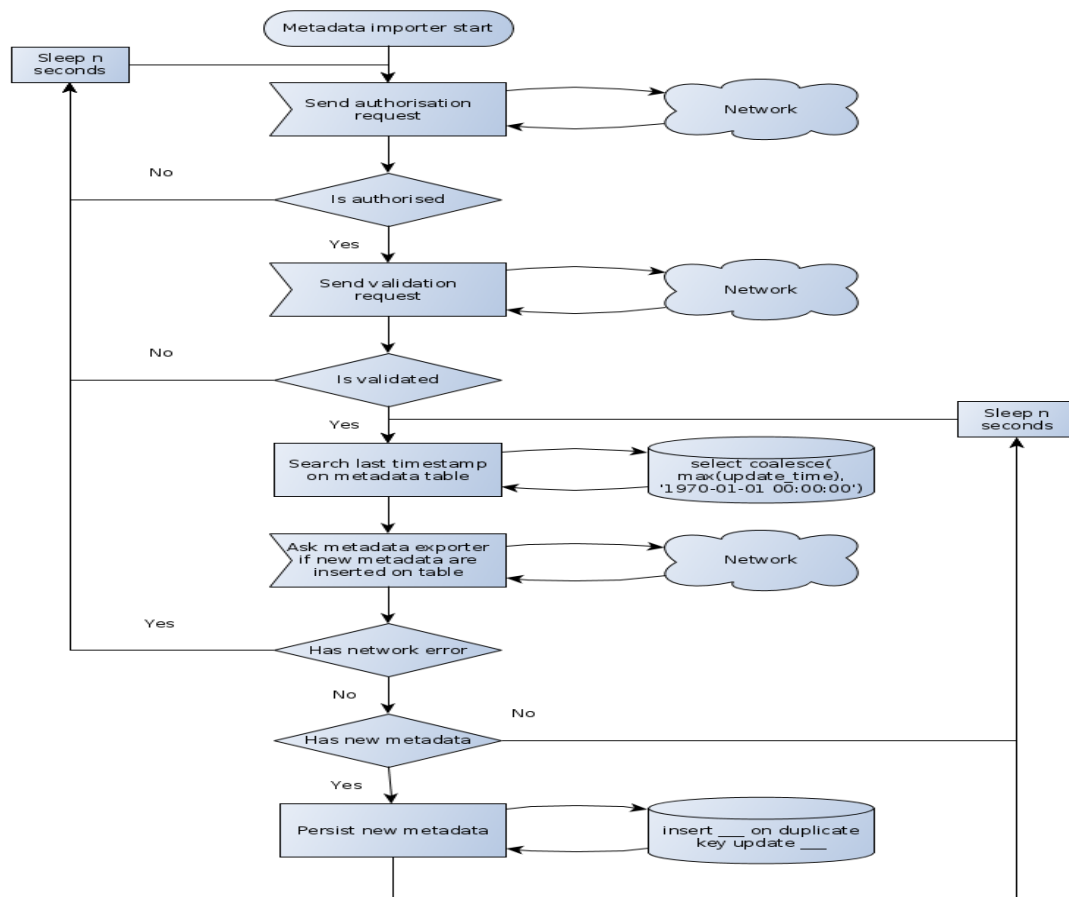 Metadata importer start
Sleep n
seconds
Send authorisation
request
Network
No
Is authorised
Yes
Send validation
request
Network
No
Is validated
Yes
Sleep n
seconds
Search last timestamp
on metadata table
select coalesce(
max(update_time),
'1970-01-01 00:00:00')
Ask metadata exporter
if new metadata are
inserted on table
Network
Yes
Has network error
No
No
Has new metadata
Yes
Persist new metadata
insert ___ on duplicate
key update ___